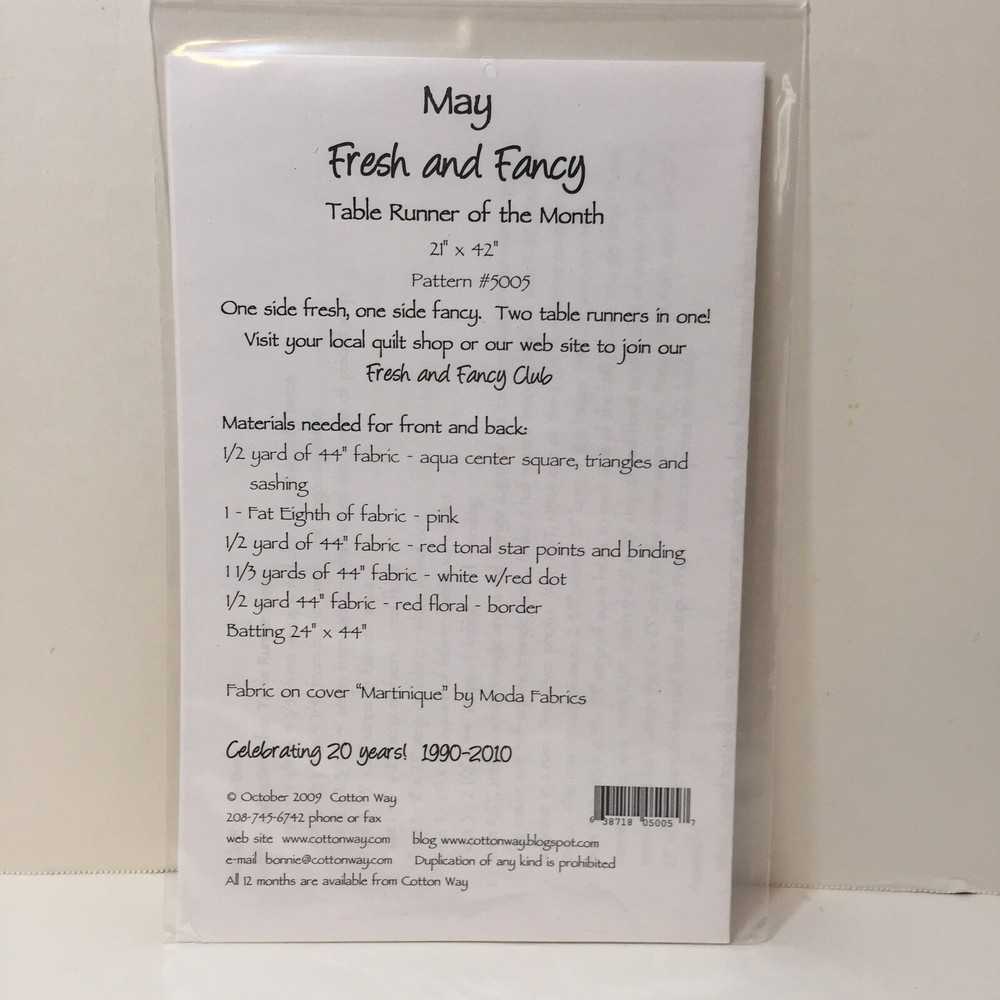 May
Fresh and Fancy
Table Runner of the Month
21" x 42"
Pattern #5005
One side fresh, one side fancy. Two table runners in one!
Visit your local quilt shop or our web site to join our
Fresh and Fancy Club
Materials needed for front and back:
1/2 yard of 44" fabric - aqua center square, triangles and
sashing
1 - Fat Eighth of fabric - pink
1/2 yard of 44" fabric - red tonal star points and binding
1 1/3 yards of 44" fabric - white w/red dot
1/2 yard 44" fabric - red floral - border
Batting 24" x 44"
Fabric on cover “Martinique” by Moda Fabrics
Celebrating 20 years! 1990-2010
© October 2009 Cotton Way
208-745-6742 phone or fax
web site www.cottonway.com blog www.cottonway.blogspot.com
e-mail bonnie@cottonway.com Duplication of any kind is prohibited
All 12 months are available from Cotton Way
6 38718 05005 7